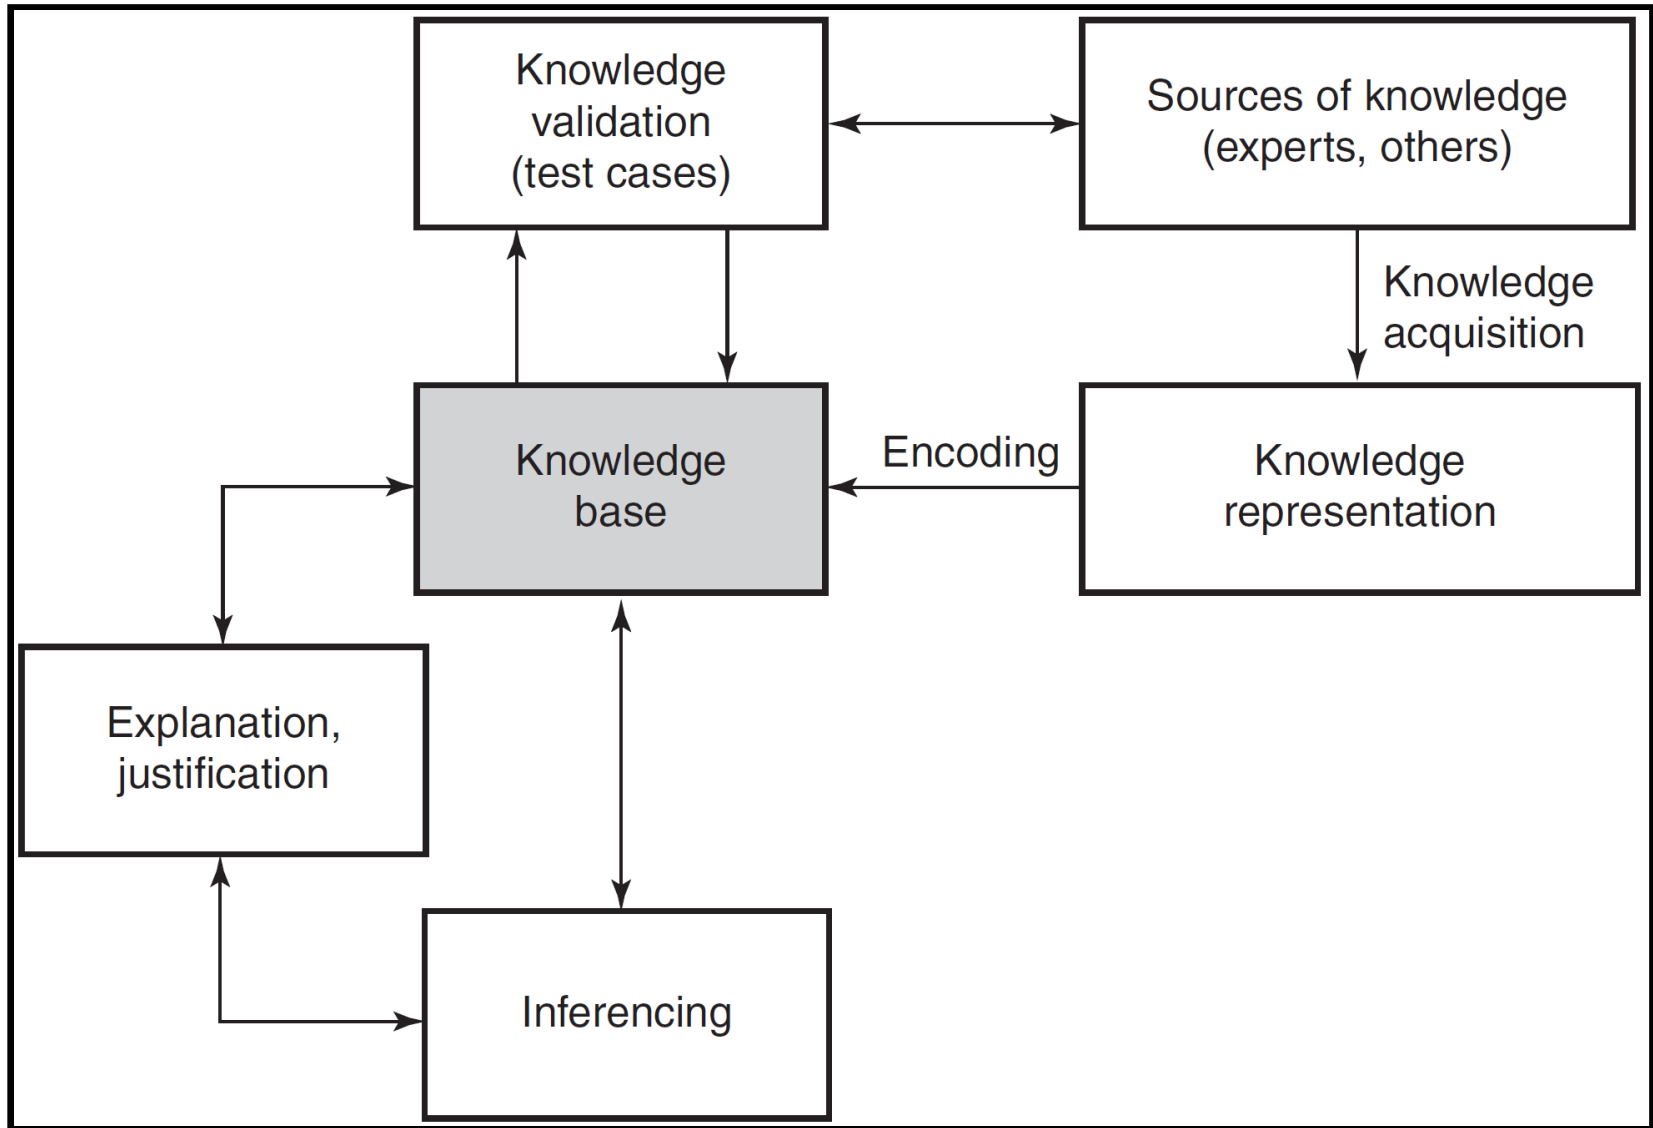 Knowledge
validation
(test cases)
Sources of knowledge
(experts, others)
Knowledge
acquisition
Knowledge
base
Encoding
Knowledge
representation
Explanation,
justification
Inferencing